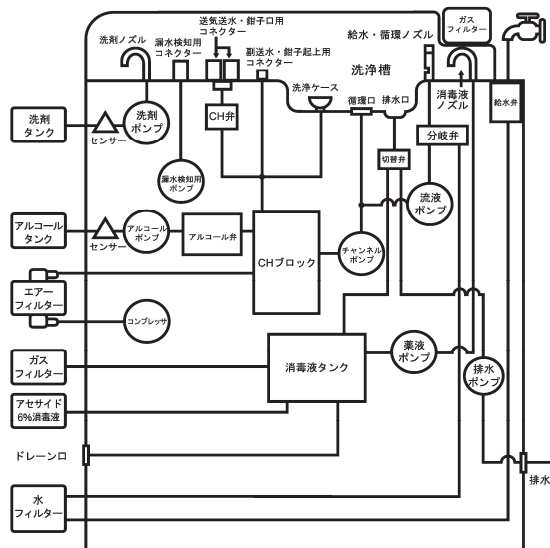 送気送水・鉗子口用
コネクター
洗剤ノズル
漏水検知用
コネクター
副送水・鉗子起上用
コネクター
給水・循環ノズル
ガス
フィルター
洗浄槽
洗浄ケース
循環口
排水口
消毒液
ノズル
給水弁
洗剤
タンク
センサー
洗剤
ポンプ
CH弁
分岐弁
切替弁
漏水検知用
ポンプ
流液
ポンプ
アルコール
タンク
センサー
アルコール
ポンプ
アルコール弁
CHブロック
チャンネル
ポンプ
エアー
フィルター
コンプレッサ
ガス
フィルター
消毒液タンク
薬液
ポンプ
排水
ポンプ
アセサイド
6%消毒液
ドレーン口
排水
水
フィルター